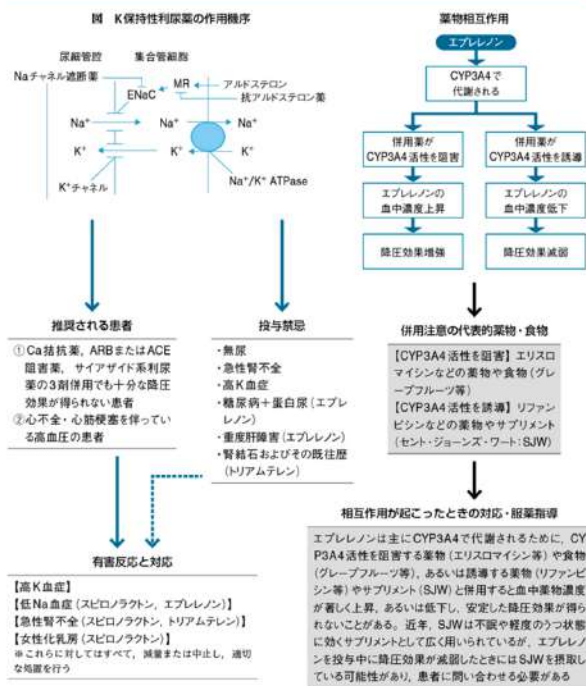 図 K保持性利尿薬の作用機序
尿細管腔
集合管細胞
Naチャネル遮断薬
ENaC
MR
アルドステロン
抗アルドステロン薬
Na⁺
Na⁺
Na⁺
K⁺
K⁺
K⁺
K⁺チャネル
Na⁺/K⁺ ATPase
推奨される患者
①Ca拮抗薬，ARBまたはACE
阻害薬，サイアザイド系利尿
薬の3剤併用でも十分な降圧
効果が得られない患者
②心不全・心筋梗塞を伴ってい
る高血圧の患者
投与禁忌
・無尿
・急性腎不全
・高K血症
・糖尿病＋蛋白尿（エプレレ
ノン）
・重度肝障害（エプレレノン）
・腎結石およびその既往歴
（トリアムテレン）
有害反応と対応
【高K血症】
【低Na血症（スピロノラクトン，エプレレノン）】
【急性腎不全（スピロノラクトン，トリアムテレン）】
【女性化乳房（スピロノラクトン）】
※これらに対してはすべて，減量または中止し，適切
な処置を行う
薬物相互作用
エプレレノン
CYP3A4で
代謝される
併用薬が
CYP3A4活性を阻害
併用薬が
CYP3A4活性を誘導
エプレレノンの
血中濃度上昇
エプレレノンの
血中濃度低下
降圧効果増強
降圧効果減弱
併用注意の代表的薬物・食物
【CYP3A4活性を阻害】エリスロ
マイシンなどの薬物や食物（グレ
ープフルーツ等）
【CYP3A4活性を誘導】リファン
ピシンなどの薬物やサプリメント
（セント・ジョーンズ・ワート：SJW）
相互作用が起こったときの対応・服薬指導
エプレレノンは主にCYP3A4で代謝されるために，CY
P3A4活性を阻害する薬物（エリスロマイシン等）や食物
（グレープフルーツ等），あるいは誘導する薬物（リファンピ
シン等）やサプリメント（SJW）と併用すると血中薬物濃度
が著しく上昇，あるいは低下し，安定した降圧効果が得ら
れないことがある。近年，SJWは不眠や軽度のうつ状態
に効くサプリメントとして広く用いられているが，エプレレノ
ンを投与中に降圧効果が減弱したときにはSJWを摂取し
ている可能性があり，患者に問い合わせる必要がある